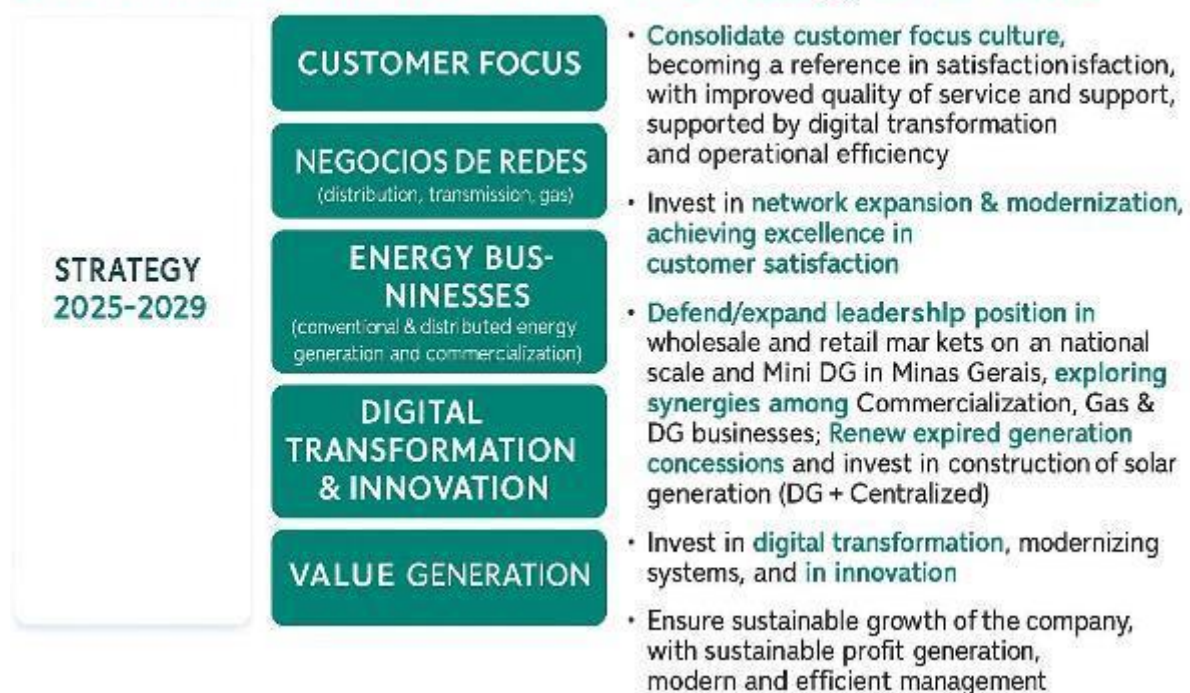 STRATEGY
2025-2029
CUSTOMER FOCUS
NEGOCIOS DE REDES
(distribution, transmission, gas)
ENERGY BUS-
NINESSES
(conventional & distributed energy
generation and commercialization)
DIGITAL
TRANSFORMATION
& INNOVATION
VALUE GENERATION
• Consolidate customer focus culture,
becoming a reference in satisfactionisfaction,
with improved quality of service and support,
supported by digital transformation
and operational efficiency
• Invest in network expansion & modernization,
achieving excellence in
customer satisfaction
• Defend/expand leadership position in
wholesale and retail mar kets on an national
scale and Mini DG in Minas Gerais, exploring
synergies among Commercialization, Gas &
DG businesses; Renew expired generation
concessions and invest in construction of solar
generation (DG + Centralized)
• Invest in digital transformation, modernizing
systems, and in innovation
• Ensure sustainable growth of the company,
with sustainable profit generation,
modern and efficient management